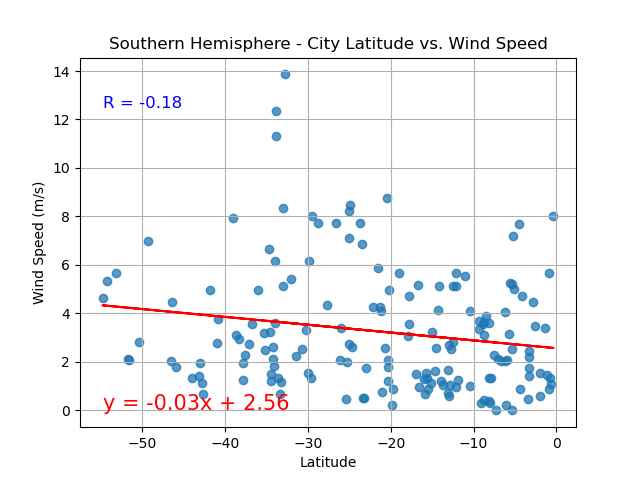 Southern Hemisphere - City Latitude vs. Wind Speed
14
R = -0.18
12
10
8
6
4
2
0
Wind Speed (m/s)
y = -0.03x + 2.56
−50 −40 −30 −20 −10 0
Latitude